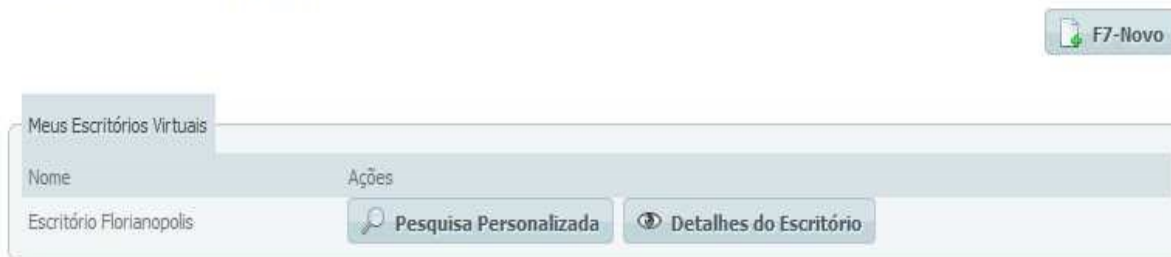 F7-Novo
Meus Escritórios Virtuais
Nome Ações
Escritório Florianopolis Pesquisa Personalizada Detalhes do Escritório